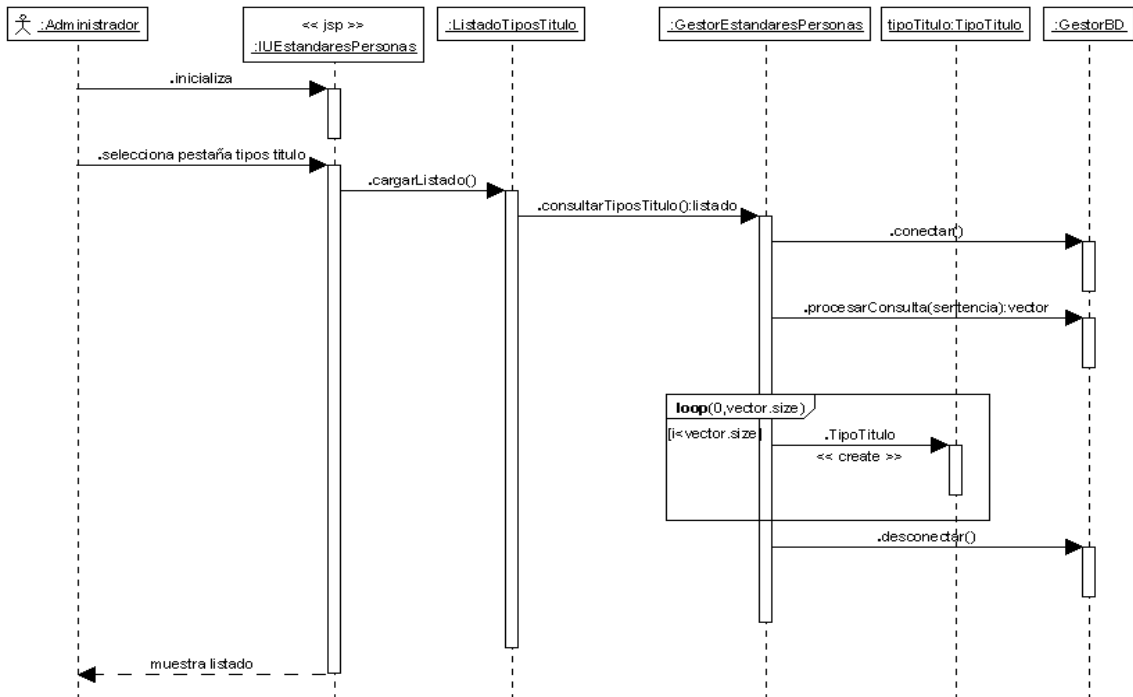 :Administrador
<< jsp >>
:IUEstandaresPersonas
:ListadoTiposTitulo
:GestorEstandaresPersonas
tipoTitulo:TipoTitulo
:GestorBD
.inicializa
.selecciona pestaña tipos titulo
.cargarListado()
.consultarTiposTitulo():listado
.conectar()
.procesarConsulta(sentencia):vector
loop(0,vector.size)
[i<vector.size]
.TipoTitulo
<< create >>
.desconectar()
muestra listado